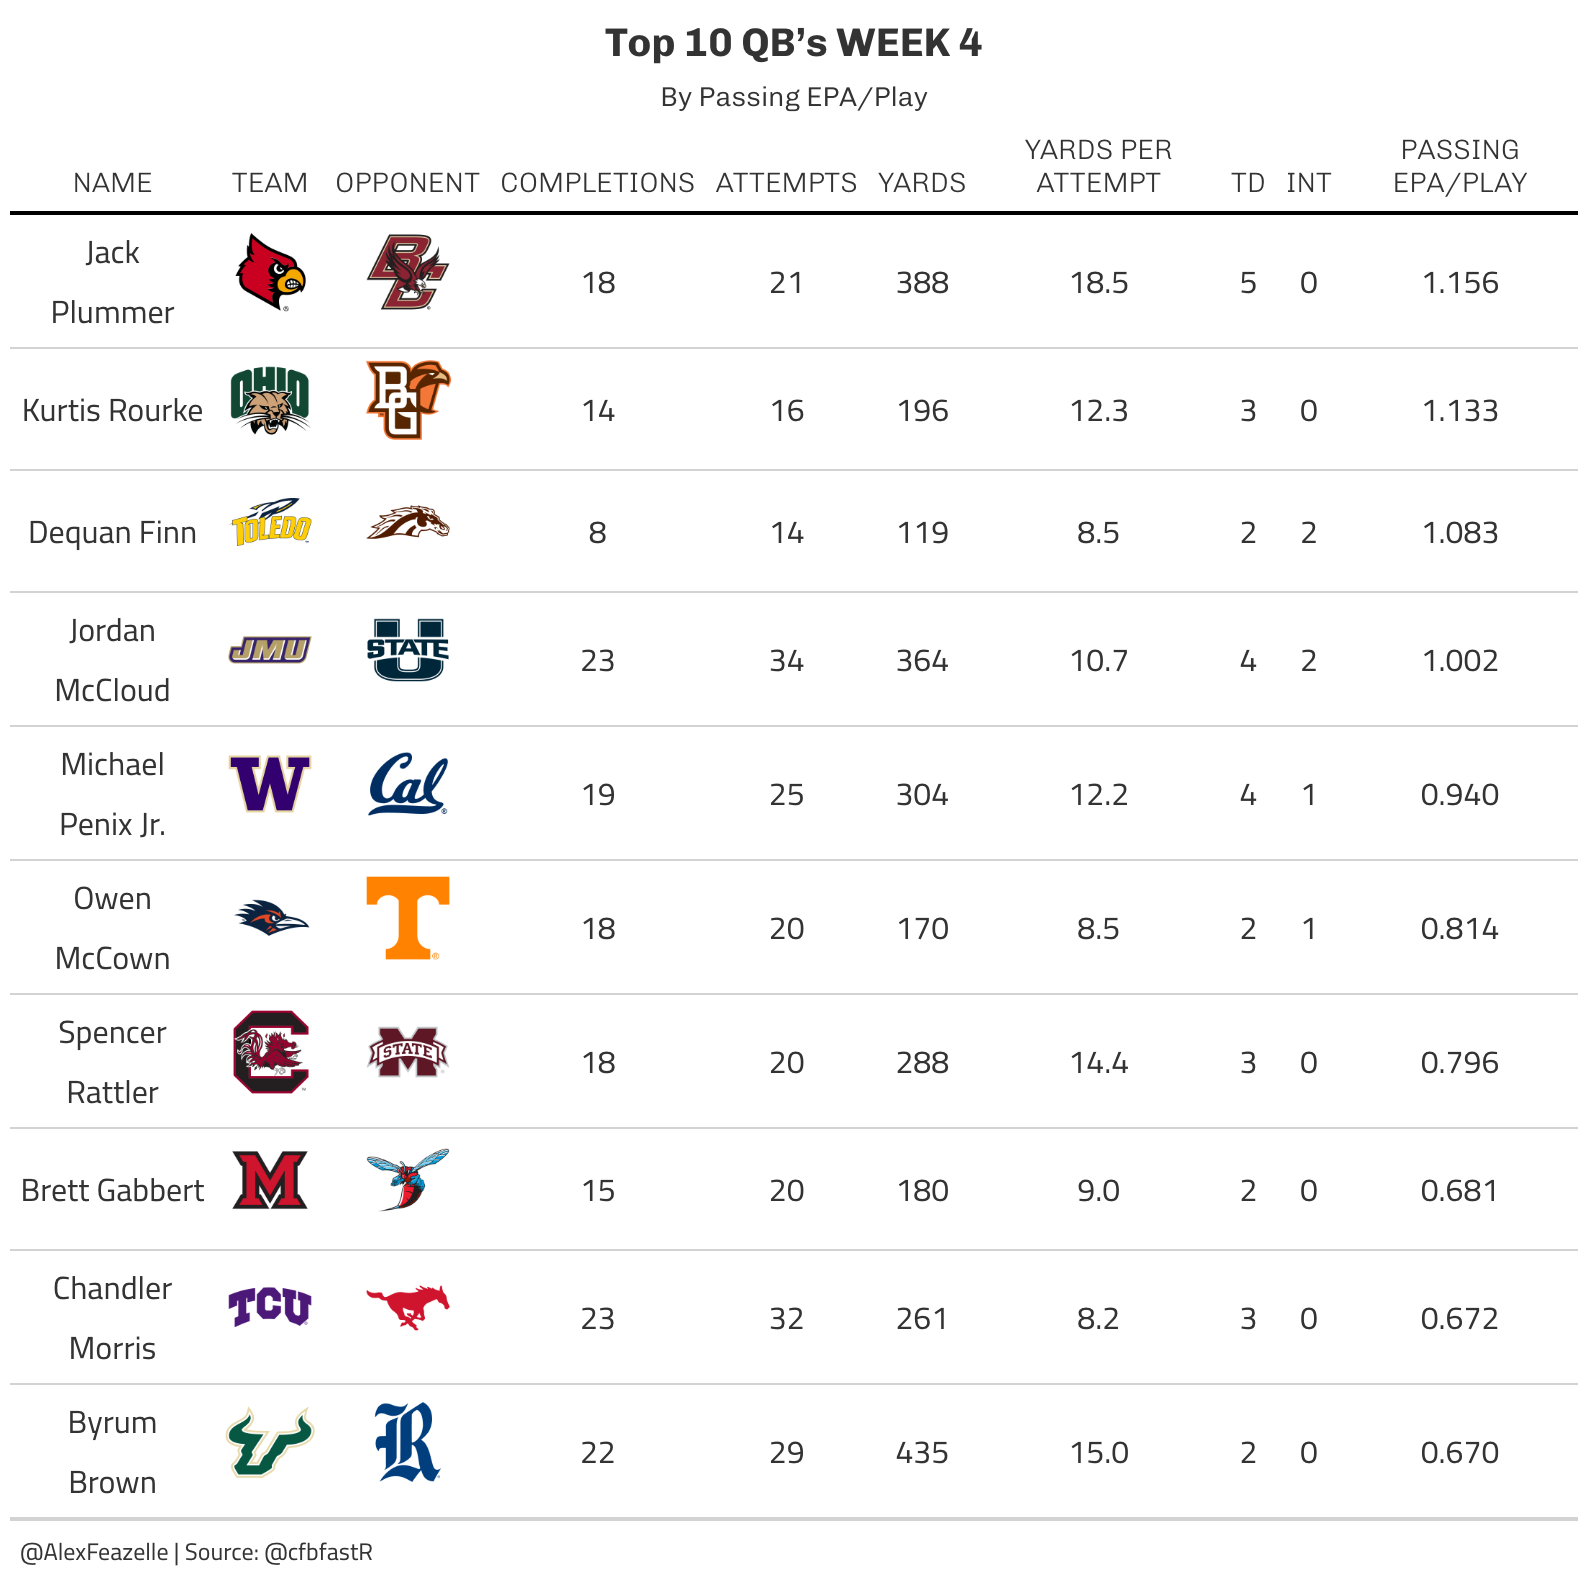 Top 10 QB’s WEEK 4
By Passing EPA/Play
NAME TEAM OPPONENT COMPLETIONS ATTEMPTS YARDS YARDS PER ATTEMPT TD INT PASSING EPA/PLAY
Jack Plummer 18 21 388 18.5 5 0 1.156
Kurtis Rourke OHIO BG 14 16 196 12.3 3 0 1.133
Dequan Finn TOLEDO 8 14 119 8.5 2 2 1.083
Jordan McCloud JMU U STATE 23 34 364 10.7 4 2 1.002
Michael Penix Jr. W Cal 19 25 304 12.2 4 1 0.940
Owen McCown T 18 20 170 8.5 2 1 0.814
Spencer Rattler C M STATE 18 20 288 14.4 3 0 0.796
Brett Gabbert M 15 20 180 9.0 2 0 0.681
Chandler Morris TCU 23 32 261 8.2 3 0 0.672
Byrum Brown R 22 29 435 15.0 2 0 0.670
@AlexFeazelle | Source: @cfbfastR